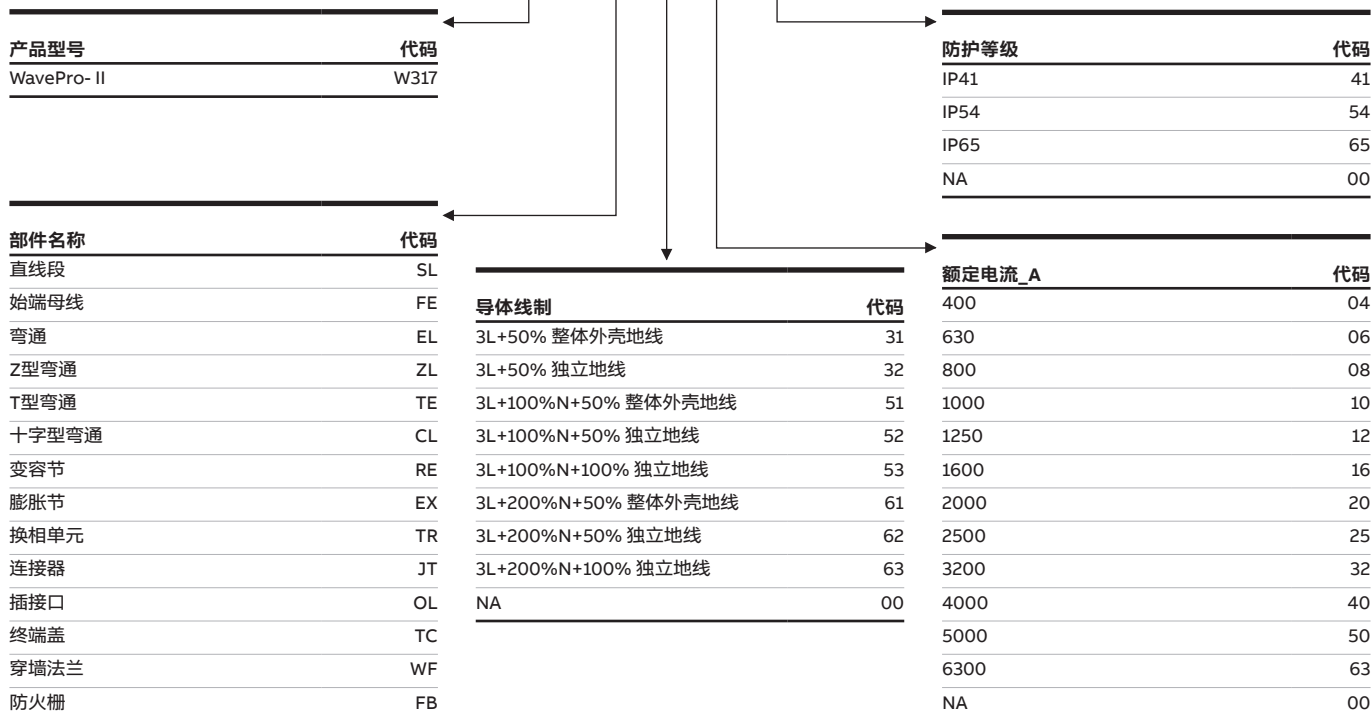 产品型号 代码
WavePro- II W317
部件名称 代码
直线段 SL
始端母线 FE
弯通 EL
Z型弯通 ZL
T型弯通 TE
十字型弯通 CL
变容节 RE
膨胀节 EX
换相单元 TR
连接器 JT
插接口 OL
终端盖 TC
穿墙法兰 WF
防火栅 FB
导体线制 代码
3L+50% 整体外壳地线 31
3L+50% 独立地线 32
3L+100%N+50% 整体外壳地线 51
3L+100%N+50% 独立地线 52
3L+100%N+100% 独立地线 53
3L+200%N+50% 整体外壳地线 61
3L+200%N+50% 独立地线 62
3L+200%N+100% 独立地线 63
NA 00
防护等级 代码
IP41 41
IP54 54
IP65 65
NA 00
额定电流_A 代码
400 04
630 06
800 08
1000 10
1250 12
1600 16
2000 20
2500 25
3200 32
4000 40
5000 50
6300 63
NA 00